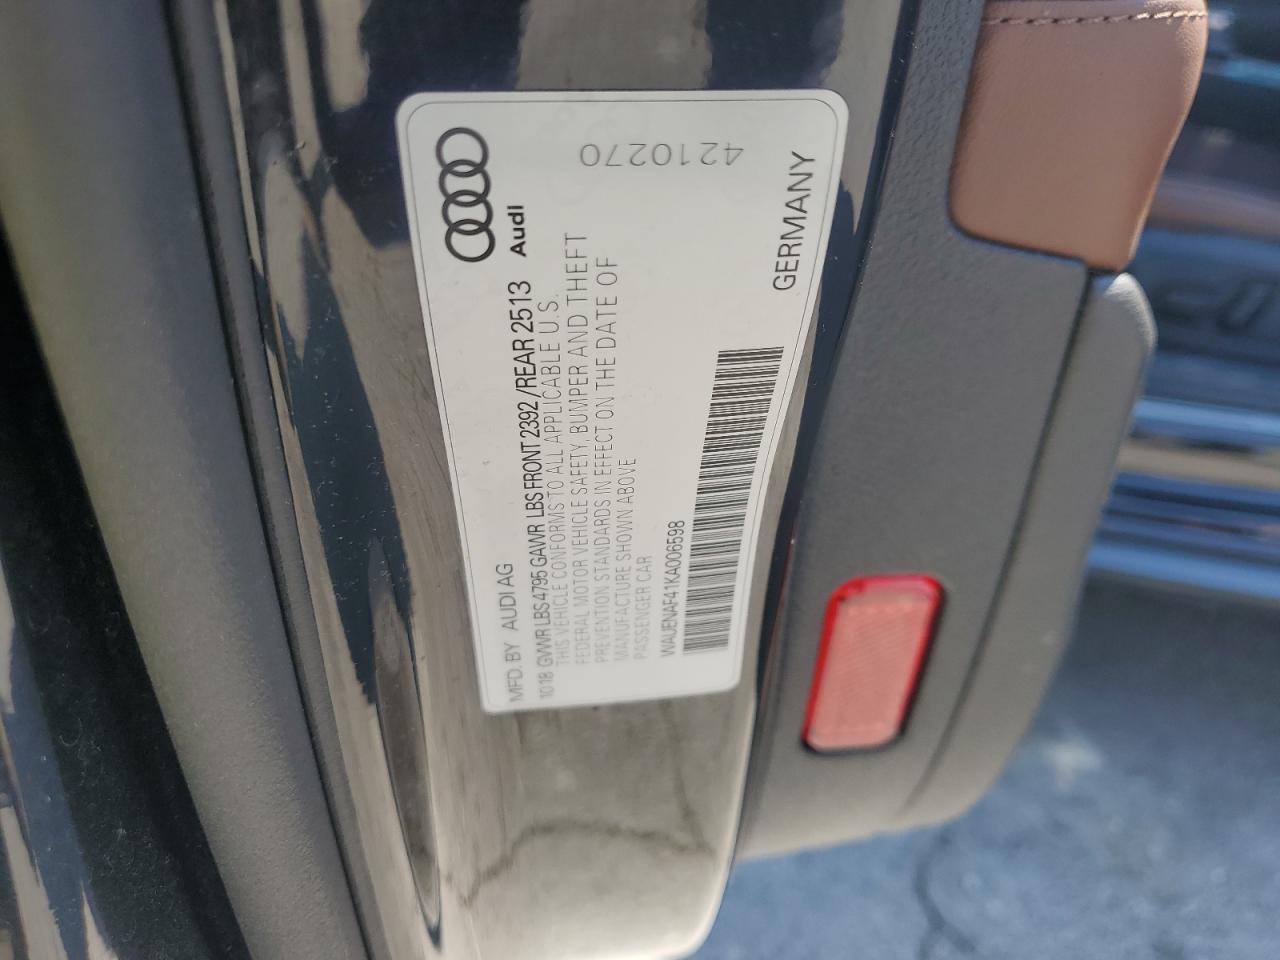 Audi
4210270
MFD. BY AUDI AG
10 18 GVWR LBS 4795 GAWR LBS FRONT 2392 / REAR 2513
THIS VEHICLE CONFORMS TO ALL APPLICABLE U.S.
FEDERAL MOTOR VEHICLE SAFETY, BUMPER AND THEFT
PREVENTION STANDARDS IN EFFECT ON THE DATE OF
MANUFACTURE SHOWN ABOVE
PASSENGER CAR
WAUENAF41KA006598
GERMANY